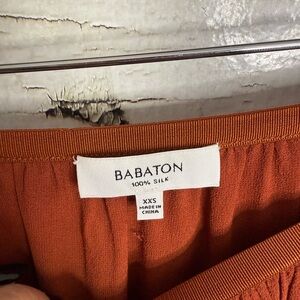 BABATON
100% SILK
XXS
MADE IN
CHINA